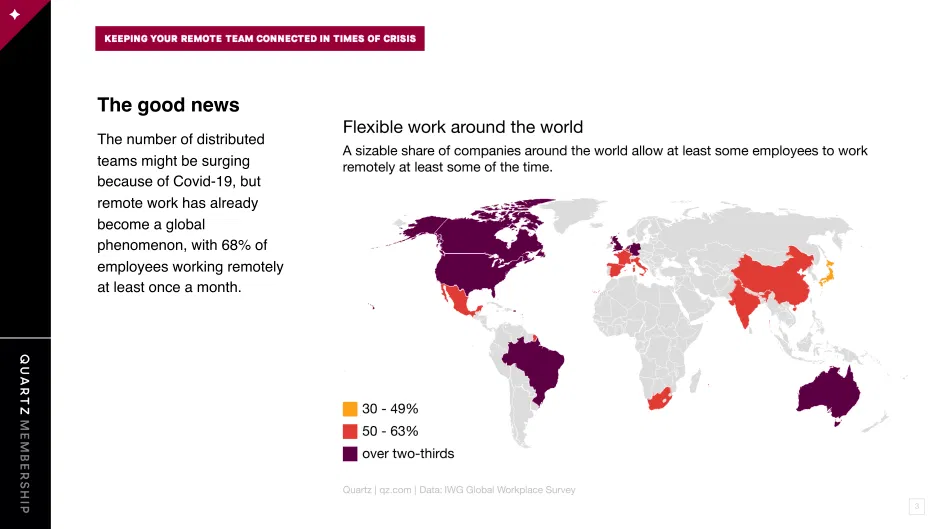 KEEPING YOUR REMOTE TEAM CONNECTED IN TIMES OF CRISIS
The good news
The number of distributed
teams might be surging
because of Covid-19, but
remote work has already
become a global
phenomenon, with 68% of
employees working remotely
at least once a month.
Flexible work around the world
A sizable share of companies around the world allow at least some employees to work
remotely at least some of the time.
30 - 49%
50 - 63%
over two-thirds
Quartz | qz.com | Data: IWG Global Workplace Survey
QUARTZ MEMBERSHIP
3